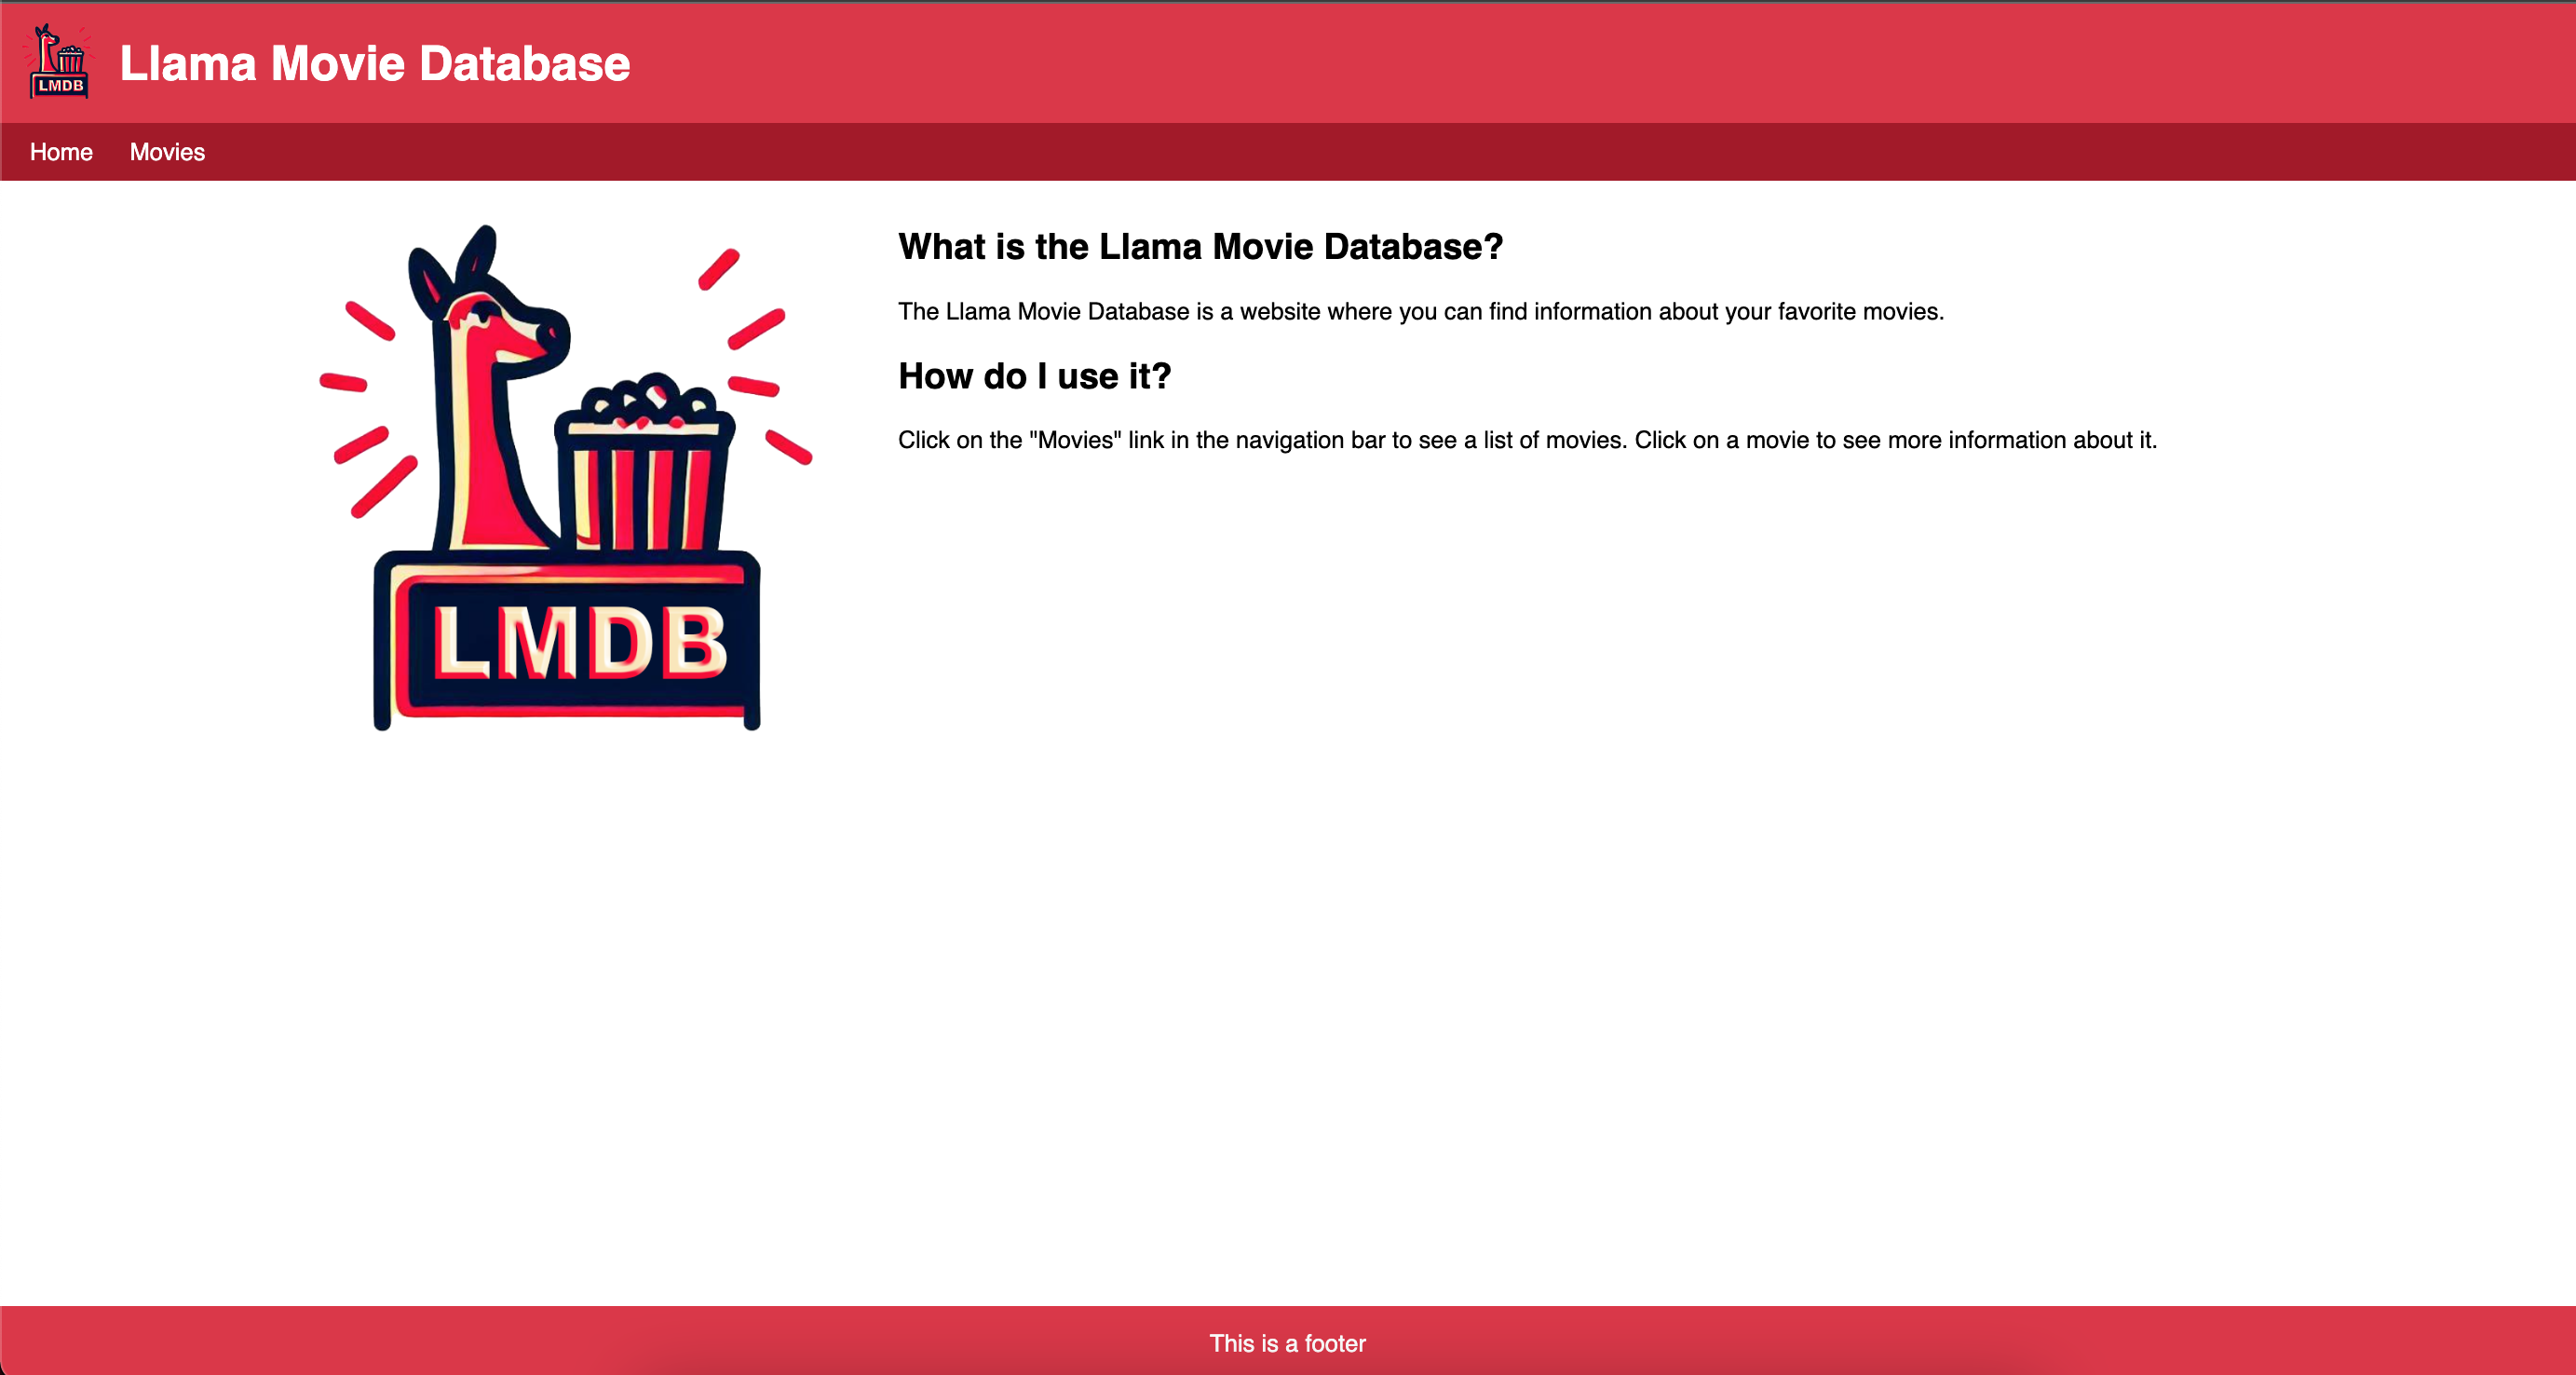 LMDB
Llama Movie Database
Home Movies
What is the Llama Movie Database?
The Llama Movie Database is a website where you can find information about your favorite movies.
How do I use it?
Click on the "Movies" link in the navigation bar to see a list of movies. Click on a movie to see more information about it.
LMDB
This is a footer